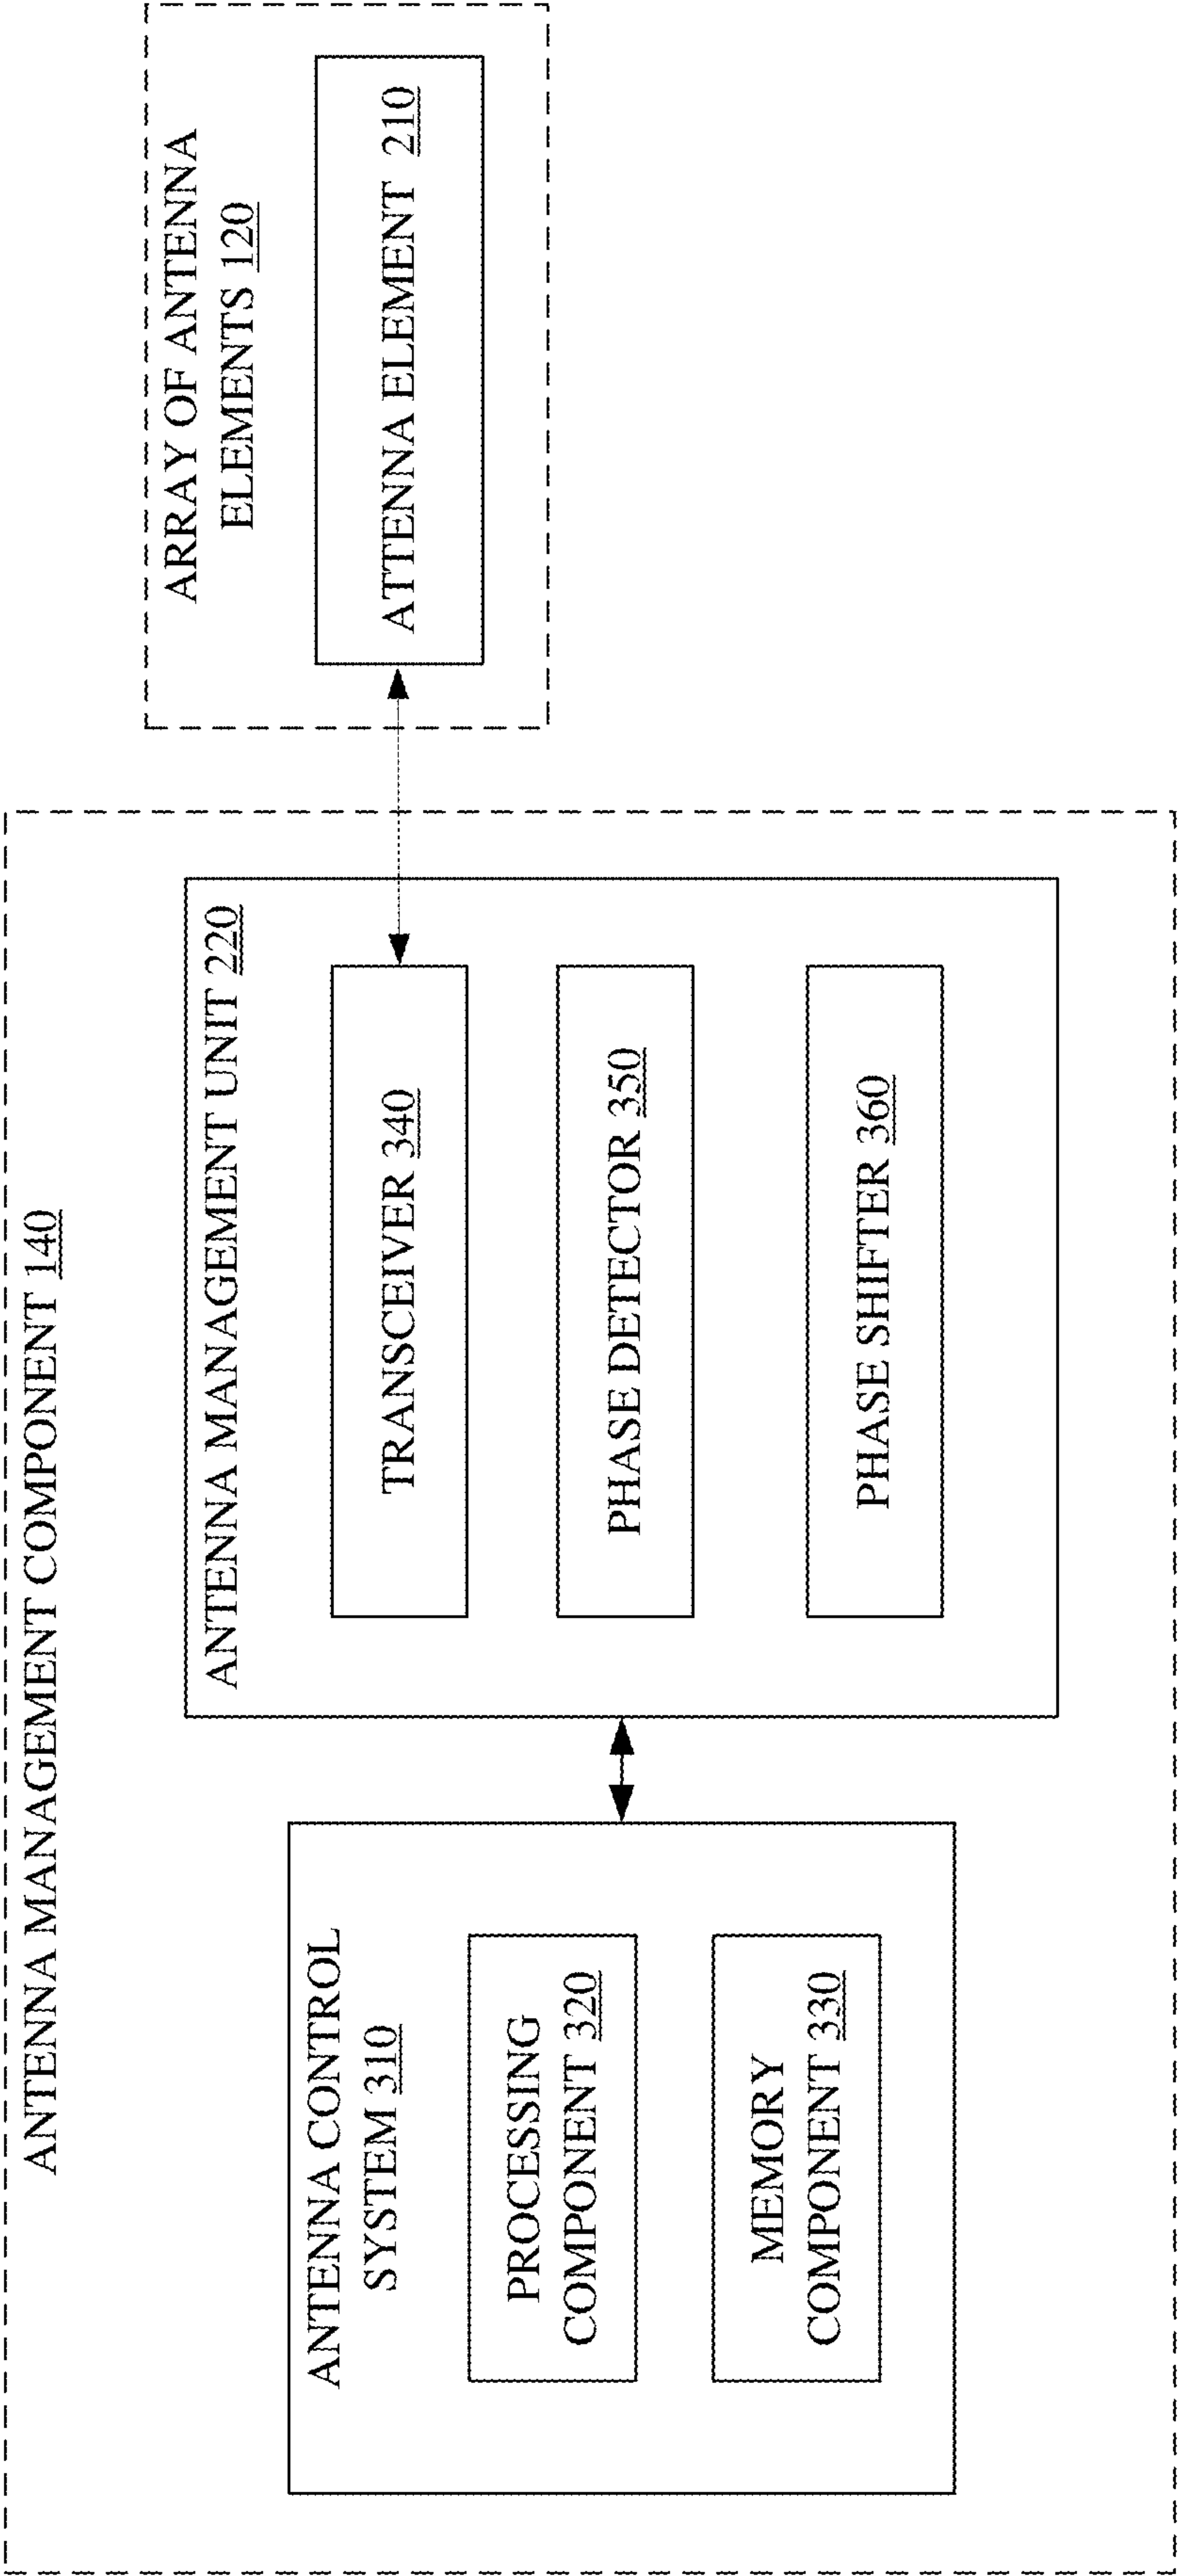 ANTENNA MANAGEMENT COMPONENT 140
ANTENNA CONTROL
SYSTEM 310
PROCESSING
COMPONENT 320
MEMORY
COMPONENT 330
ANTENNA MANAGEMENT UNIT 220
TRANSCEIVER 340
PHASE DETECTOR 350
PHASE SHIFTER 360
ARRAY OF ANTENNA
ELEMENTS 120
ATTENNA ELEMENT 210